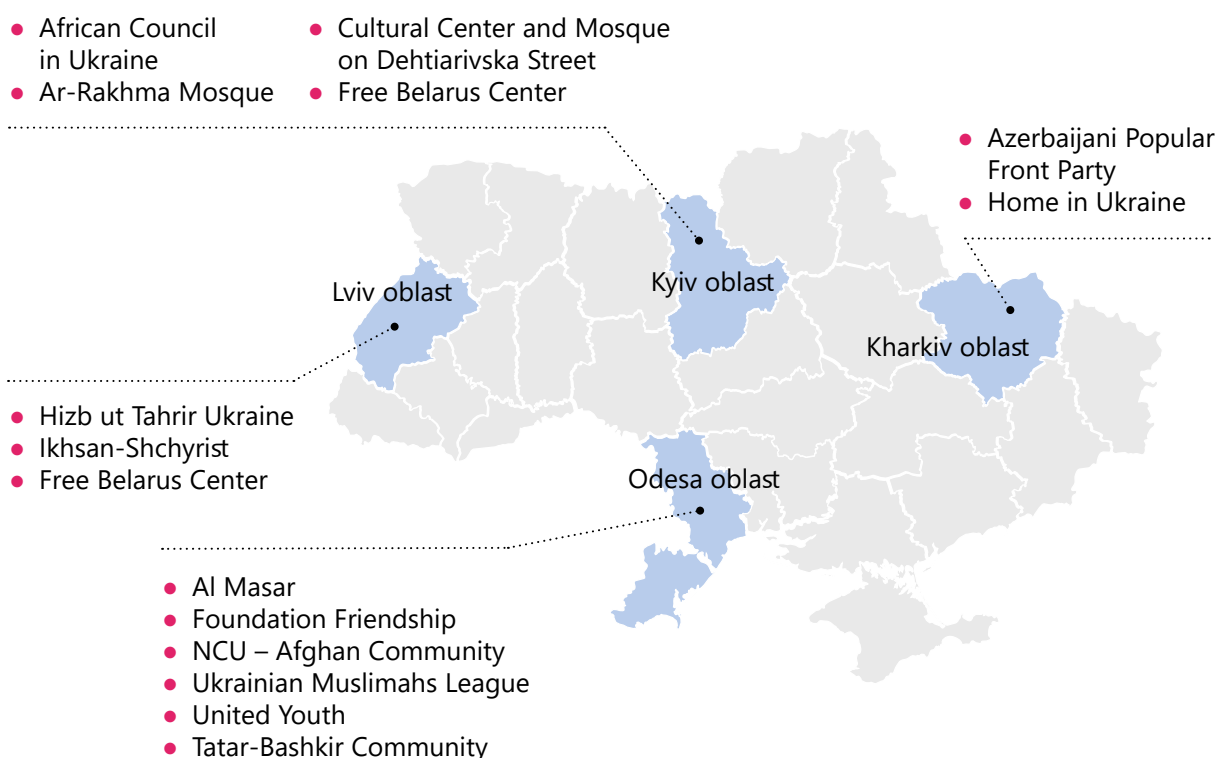 African Council
in Ukraine
Ar-Rakhma Mosque
Cultural Center and Mosque
on Dehtiarivska Street
Free Belarus Center
Azerbaijani Popular
Front Party
Home in Ukraine
Lviv oblast
Kyiv oblast
Kharkiv oblast
Hizb ut Tahrir Ukraine
Ikhsan-Shchyrist
Free Belarus Center
Odesa oblast
Al Masar
Foundation Friendship
NCU – Afghan Community
Ukrainian Muslimahs League
United Youth
Tatar-Bashkir Community